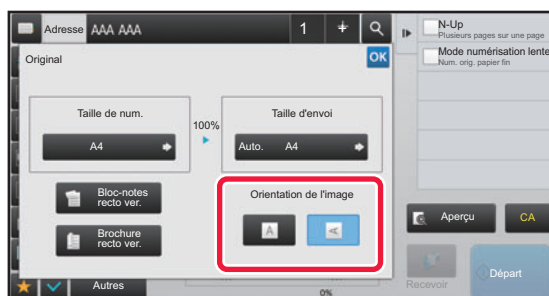 Adresse AAA AAA 1
N-Up
Plusieurs pages sur une page
Mode numérisation lente
Num. orig. papier fin
Original
OK
Taille de num.
100%
Taille d'envoi
A4
Auto. A4
Bloc-notes
recto ver.
Orientation de l'image
A A
Brochure
recto ver.
Aperçu
CA
Autres
0%
Recevoir
Départ